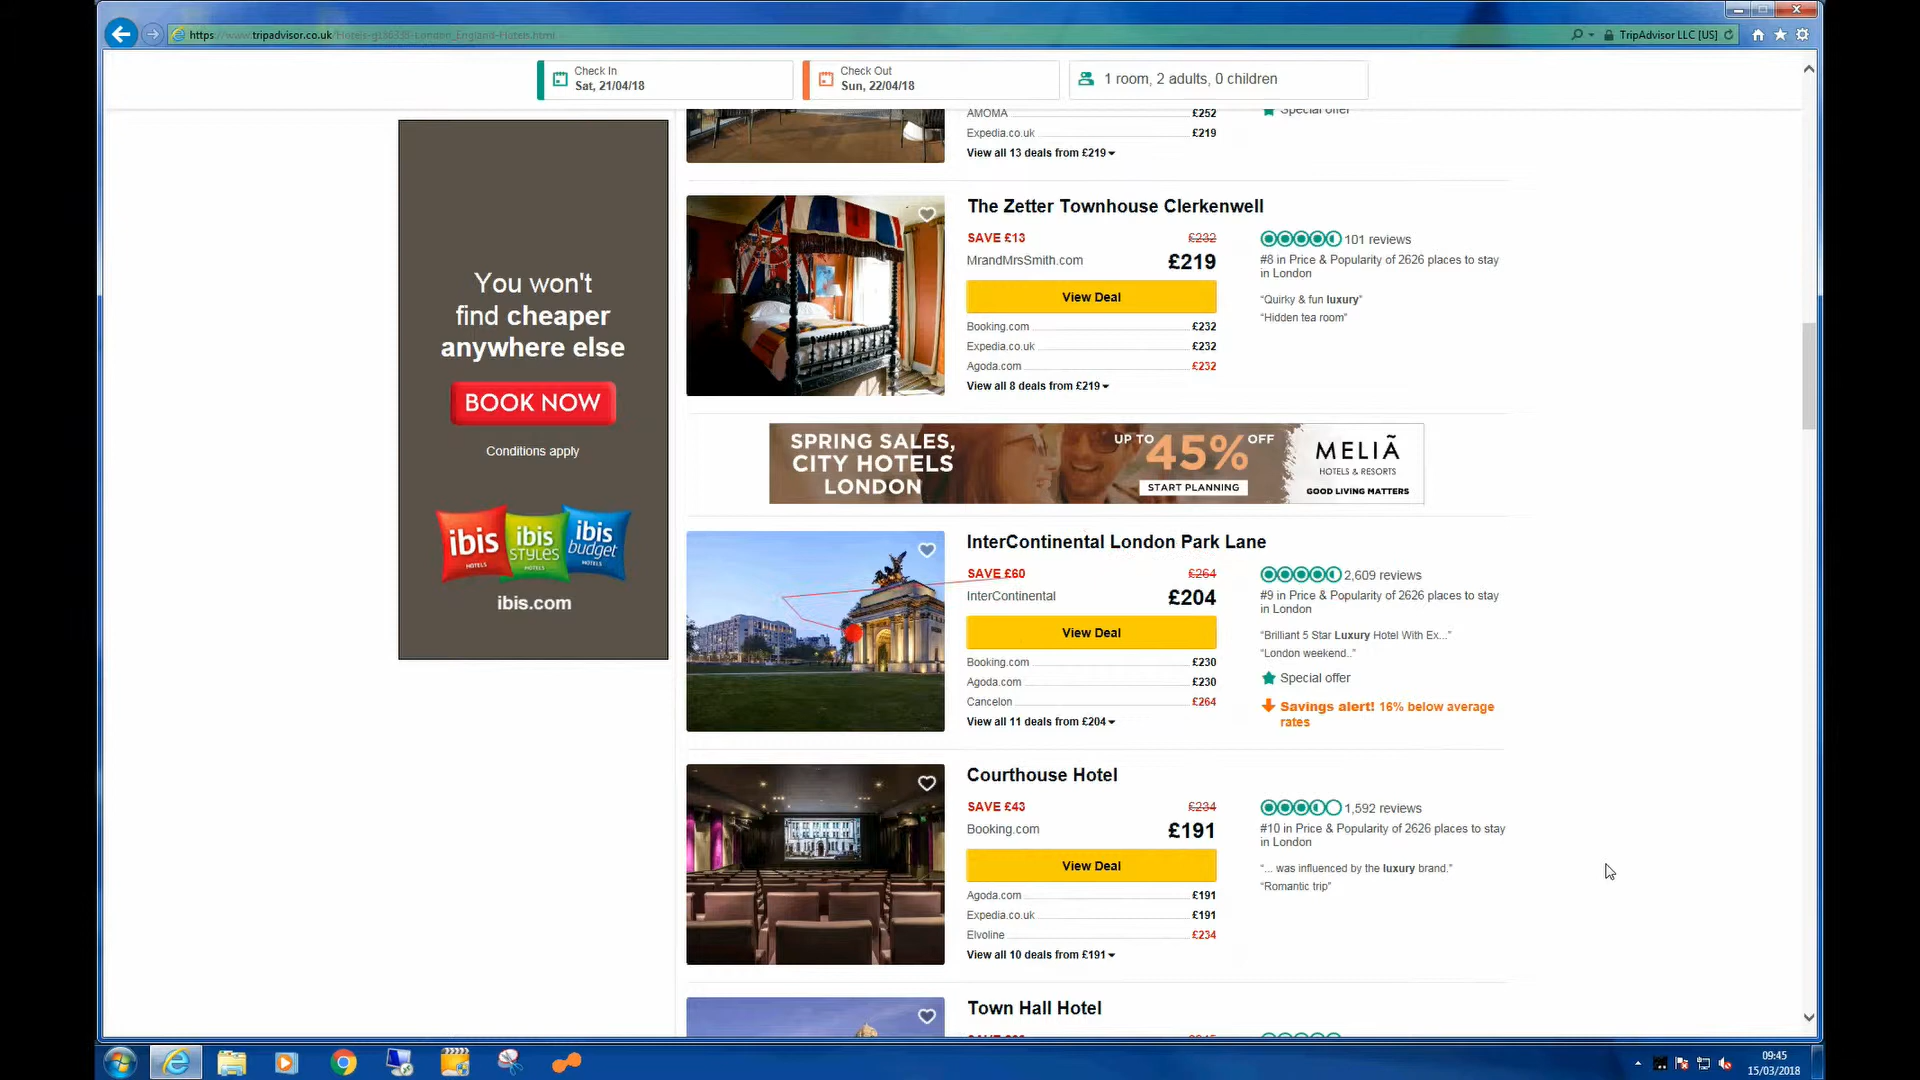 https://www.tripadvisor.co.uk/Hotels-g186338-London_England-Hotels.html
TripAdvisor LLC [US]
Check In
Sat, 21/04/18
Check Out
Sun, 22/04/18
1 room, 2 adults, 0 children
AMOMA £252
Special offer
Expedia.co.uk £219
View all 13 deals from £219
You won't
find cheaper
anywhere else
BOOK NOW
Conditions apply
ibis HOTELS
ibis STYLES HOTELS
ibis budget HOTELS
ibis.com
The Zetter Townhouse Clerkenwell
SAVE £13 £232
MrandMrsSmith.com £219
View Deal
Booking.com £232
Expedia.co.uk £232
Agoda.com £232
View all 8 deals from £219
101 reviews
#8 in Price & Popularity of 2626 places to stay
in London
“Quirky & fun luxury”
“Hidden tea room”
SPRING SALES,
CITY HOTELS
LONDON
UP TO 45% OFF
START PLANNING
MELIÃ
HOTELS & RESORTS
GOOD LIVING MATTERS
InterContinental London Park Lane
SAVE £60 £264
InterContinental £204
View Deal
Booking.com £230
Agoda.com £230
Cancelon £264
View all 11 deals from £204
2,609 reviews
#9 in Price & Popularity of 2626 places to stay
in London
“Brilliant 5 Star Luxury Hotel With Ex...”
“London weekend..”
Special offer
Savings alert! 16% below average
rates
Courthouse Hotel
SAVE £43 £234
Booking.com £191
View Deal
Agoda.com £191
Expedia.co.uk £191
Elvoline £234
View all 10 deals from £191
1,592 reviews
#10 in Price & Popularity of 2626 places to stay
in London
“... was influenced by the luxury brand.”
“Romantic trip”
Town Hall Hotel
09:45
15/03/2018